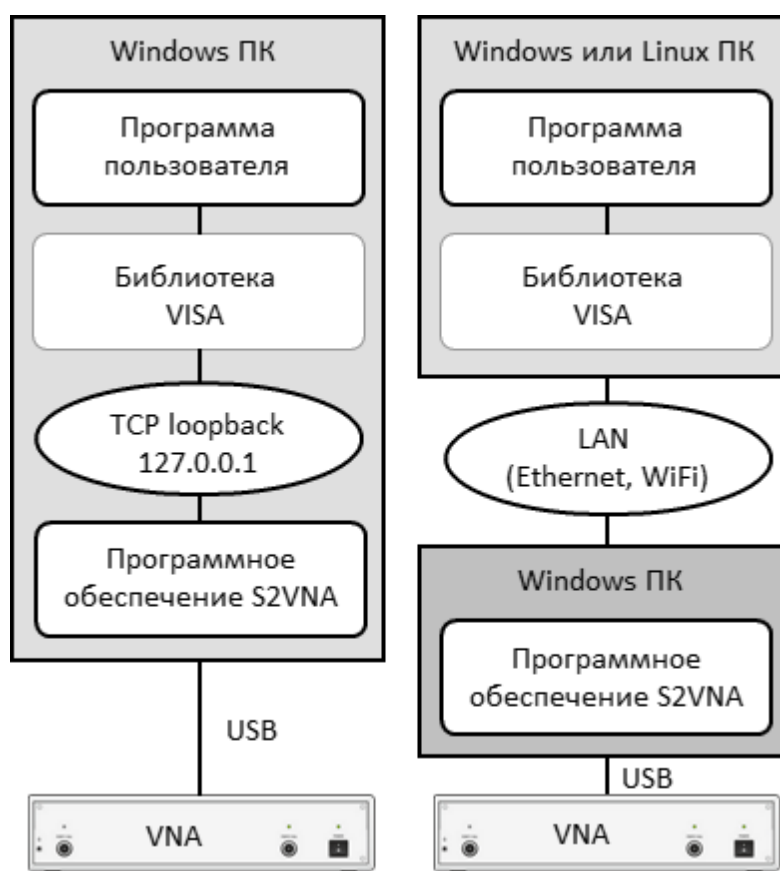 Windows ПК
Программа
пользователя
Библиотека
VISA
TCP loopback
127.0.0.1
Программное
обеспечение S2VNA
USB
VNA
Windows или Linux ПК
Программа
пользователя
Библиотека
VISA
LAN
(Ethernet, WiFi)
Windows ПК
Программное
обеспечение S2VNA
USB
VNA